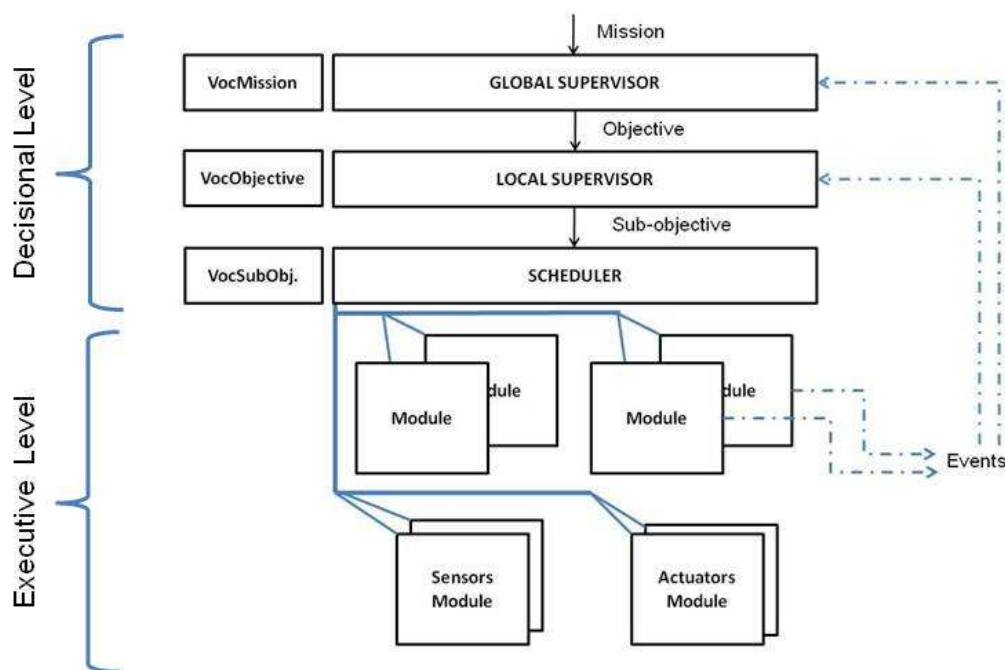 Mission
Decisional Level
VocMission
GLOBAL SUPERVISOR
Objective
VocObjective
LOCAL SUPERVISOR
Sub-objective
VocSubObj.
SCHEDULER
Executive Level
dule
Module
dule
Module
Events
Sensors
Module
Actuators
Module